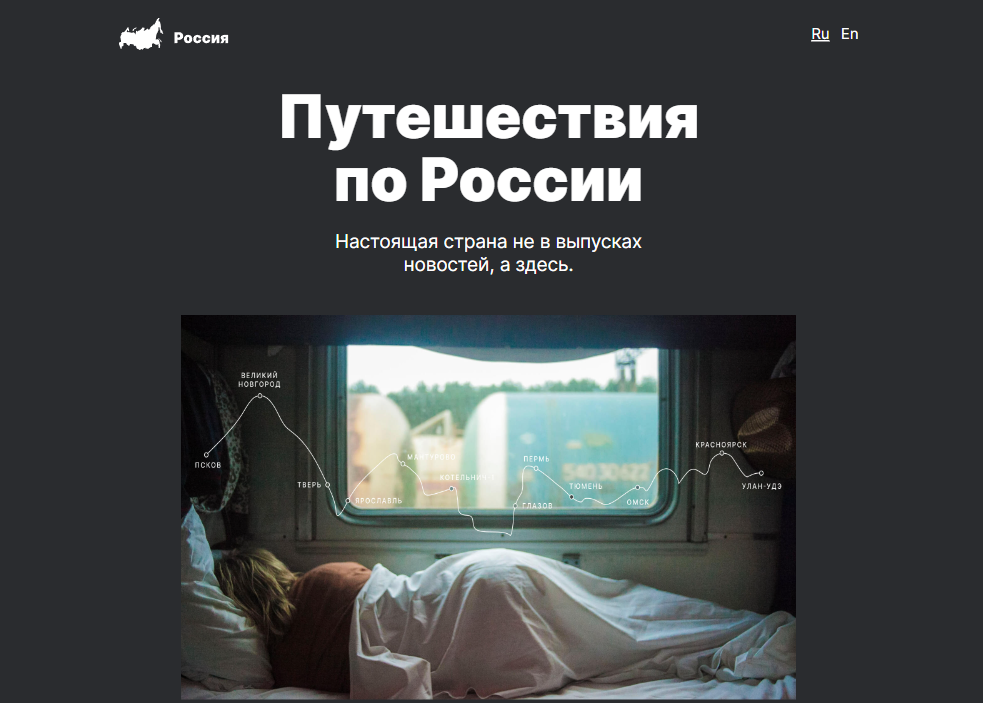 Россия
Ru En
Путешествия
по России
Настоящая страна не в выпусках
новостей, а здесь.
ВЕЛИКИЙ
НОВГОРОД
ПСКОВ
ТВЕРЬ
ЯРОСЛАВЛЬ
МАНТУРОВО
КОТЕЛЬНИЧ
ГЛАЗОВ
ПЕРМЬ
ТЮМЕНЬ
ОМСК
КРАСНОЯРСК
УЛАН-УДЭ